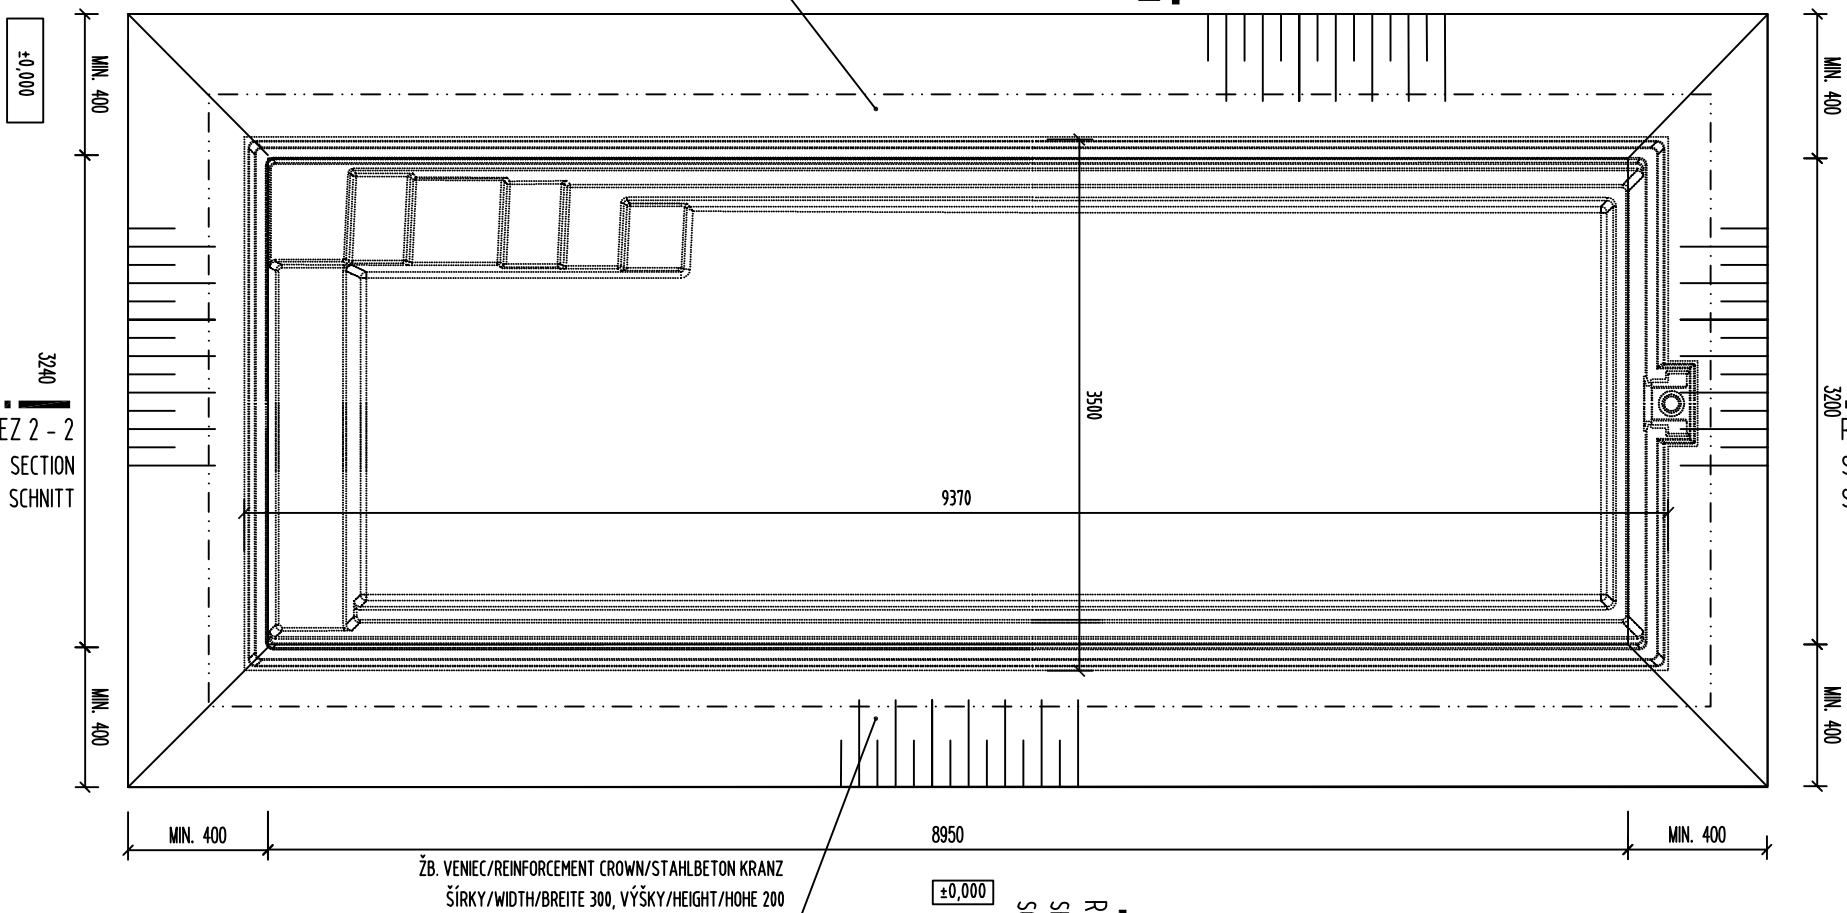 ±0,000
MIN. 400
MIN. 400
3240
EZ 2 - 2
SECTION
SCHNITT
3500
3200
9370
MIN. 400
MIN. 400
MIN. 400
8950
MIN. 400
ŽB. VENIEC/REINFORCEMENT CROWN/STAHLBETON KRANZ
ŠÍRKY/WIDTH/BREITE 300, VÝŠKY/HEIGHT/HOHE 200
±0,000